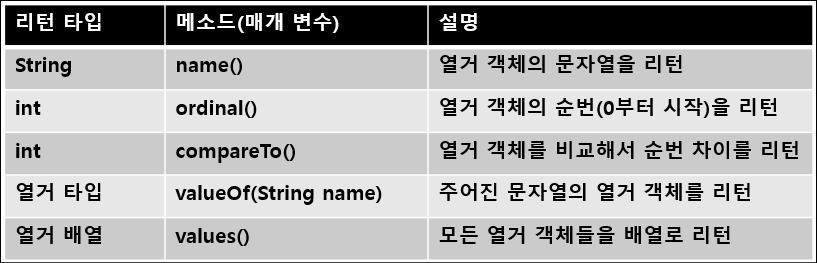 리턴 타입 메소드(매개 변수) 설명
String name() 열거 객체의 문자열을 리턴
int ordinal() 열거 객체의 순번(0부터 시작)을 리턴
int compareTo() 열거 객체를 비교해서 순번 차이를 리턴
열거 타입 valueOf(String name) 주어진 문자열의 열거 객체를 리턴
열거 배열 values() 모든 열거 객체들을 배열로 리턴